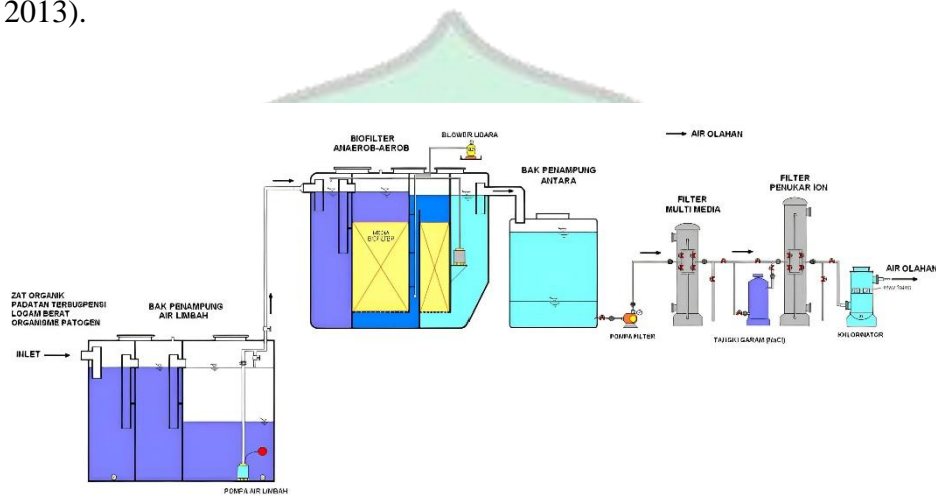 2013).
BIOFILTER
ANAEROB-AEROB
BLOWER UDARA
AIR OLAHAN
BAK PENAMPUNG
ANTARA
FILTER
MULTI MEDIA
FILTER
PENUKAR ION
MEDIA
BIOFILTER
ZAT ORGANIK
PADATAN TERSUSPENSI
LOGAM BERAT
ORGANISME PATOGEN
BAK PENAMPUNG
AIR LIMBAH
INLET
AIR OLAHAN
POMPA FILTER
TANGKI GARAM (NaCl)
KHLORINATOR
POMPA AIR LIMBAH